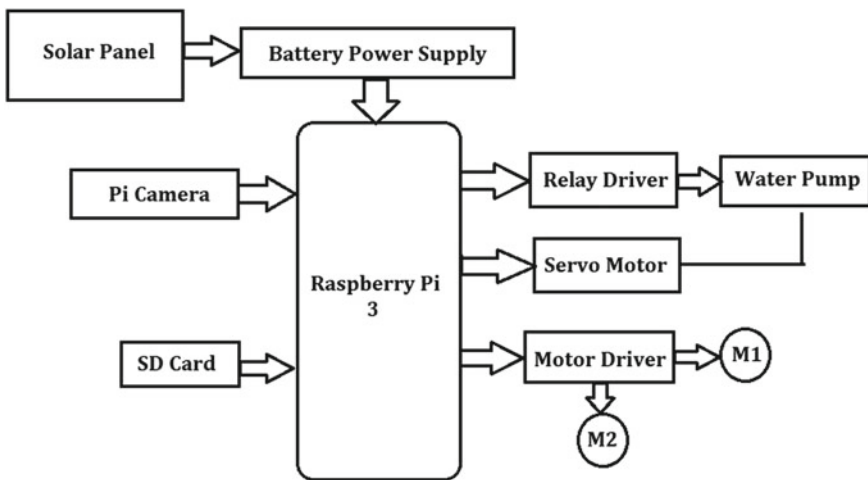 Solar Panel
Battery Power Supply
Pi Camera
Relay Driver
Water Pump
Raspberry Pi
3
Servo Motor
SD Card
Motor Driver
M1
M2